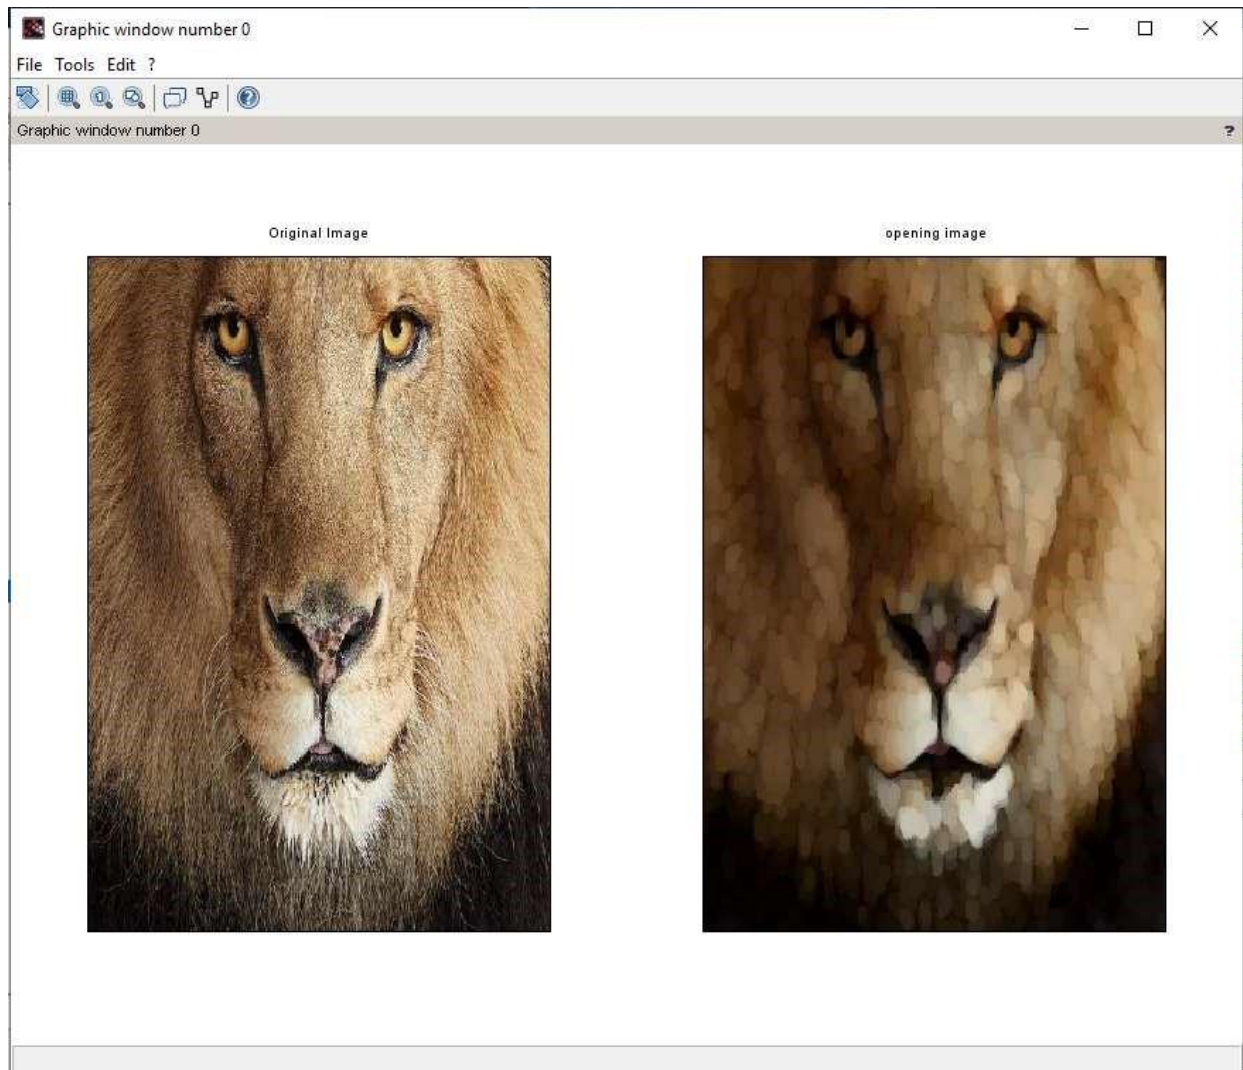 Graphic window number 0
File Tools Edit ?
Graphic window number 0 ?
Original Image
opening image